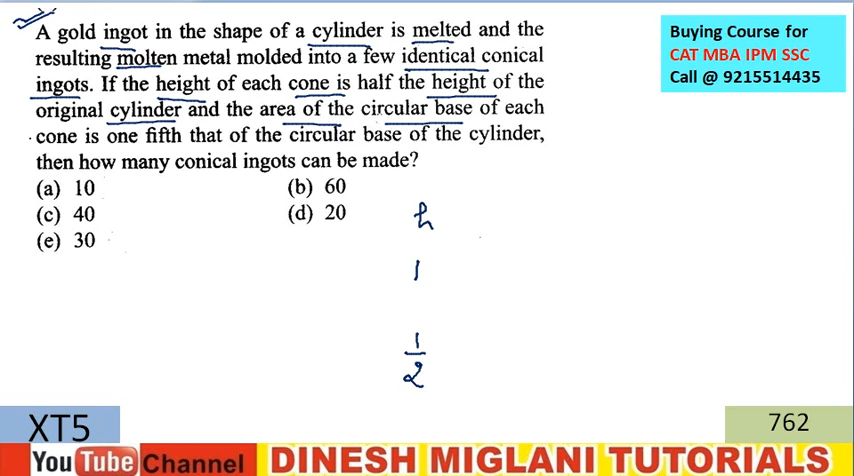 A gold ingot in the shape of a cylinder is melted and the
resulting molten metal molded into a few identical conical
ingots. If the height of each cone is half the height of the
original cylinder and the area of the circular base of each
cone is one fifth that of the circular base of the cylinder,
then how many conical ingots can be made?
(a) 10 (b) 60
(c) 40 (d) 20
(e) 30
h
1
1
2
Buying Course for
CAT MBA IPM SSC
Call @ 9215514435
XT5
762
You Tube Channel DINESH MIGLANI TUTORIALS